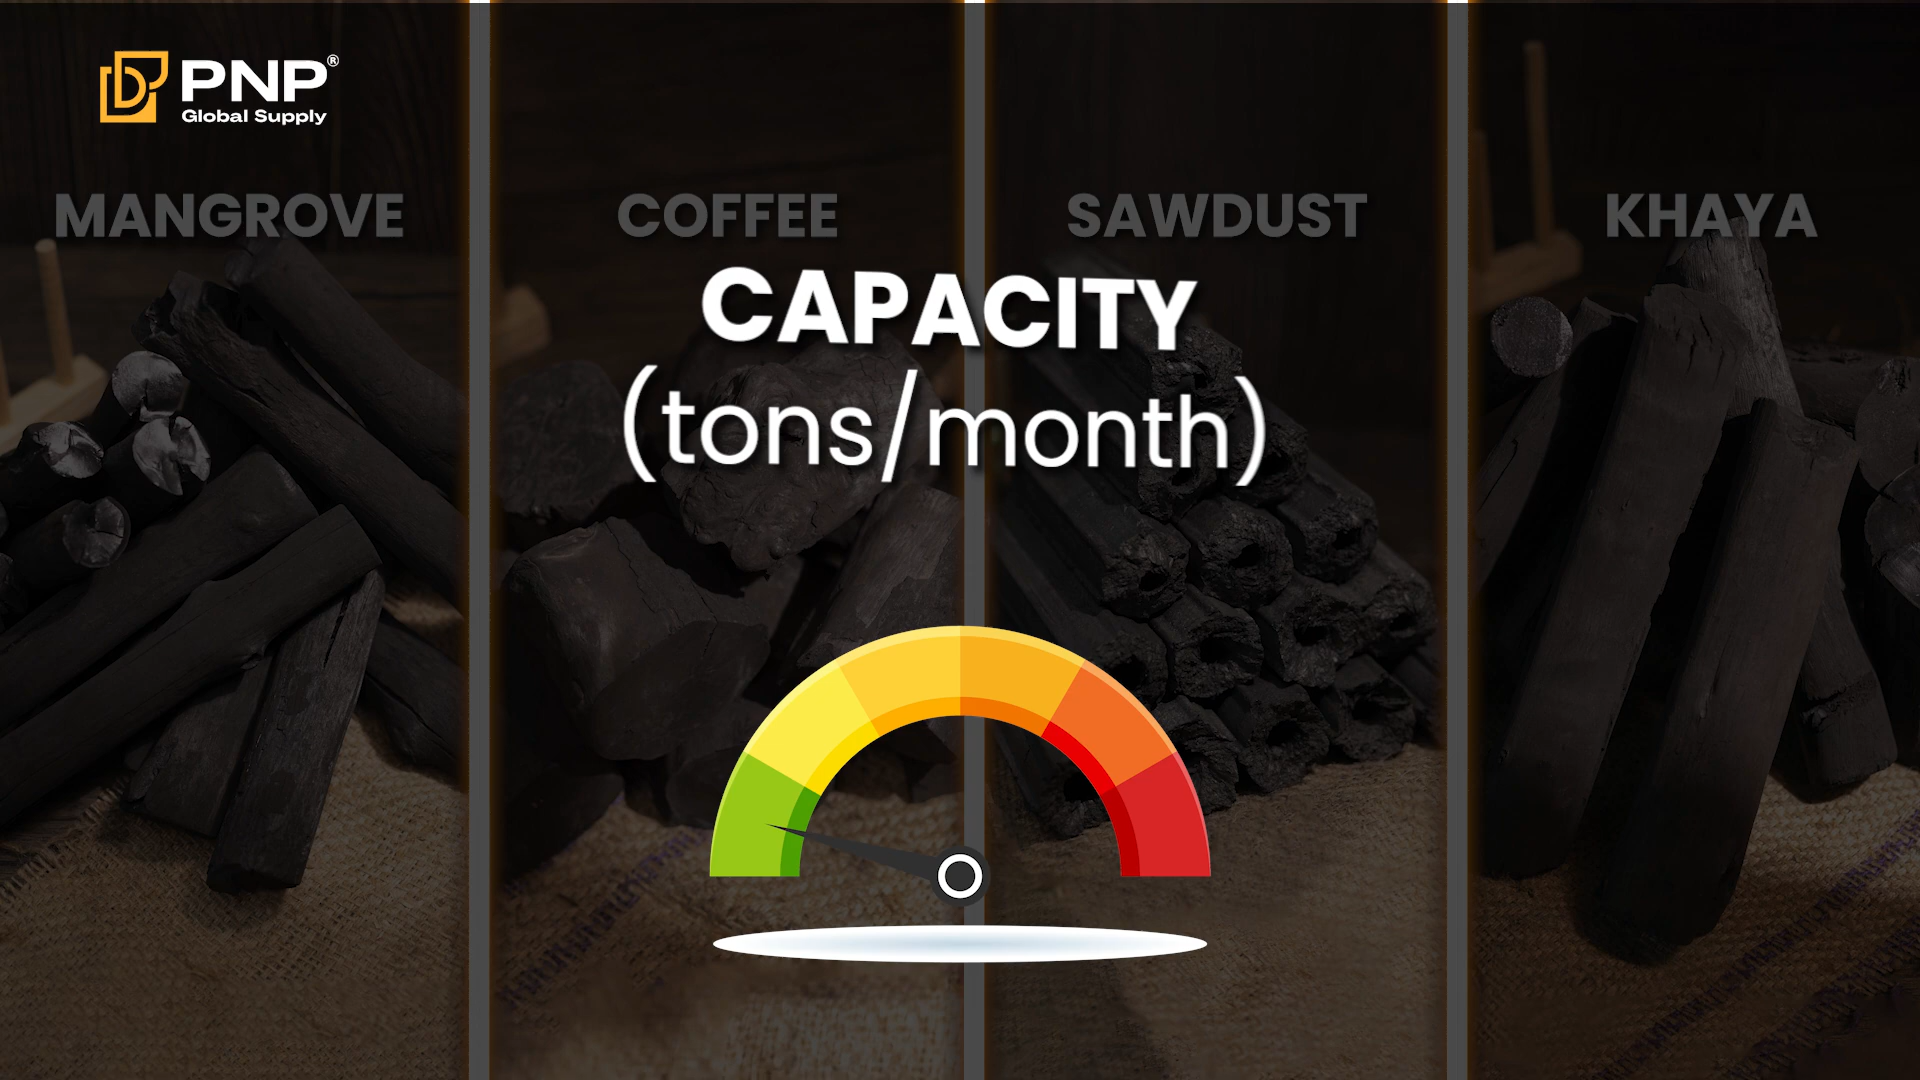 PNP®
Global Supply
MANGROVE
COFFEE
SAWDUST
KHAYA
CAPACITY
(tons/month)